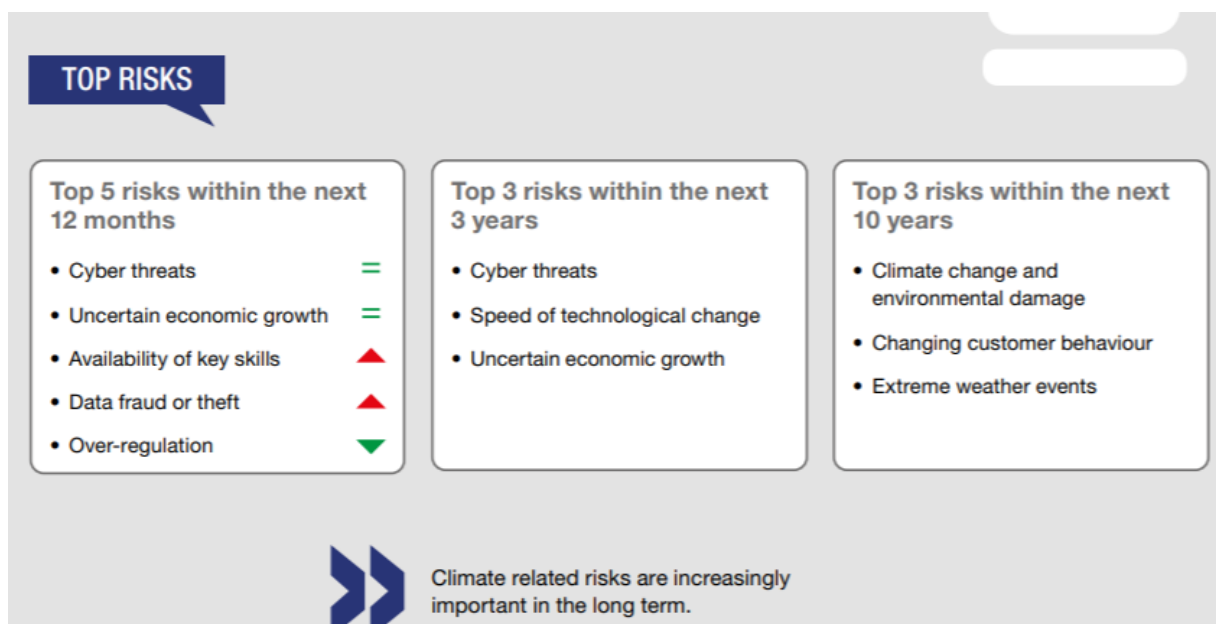 TOP RISKS
Top 5 risks within the next
12 months
• Cyber threats =
• Uncertain economic growth =
• Availability of key skills ▲
• Data fraud or theft ▲
• Over-regulation ▼
Top 3 risks within the next
3 years
• Cyber threats
• Speed of technological change
• Uncertain economic growth
Top 3 risks within the next
10 years
• Climate change and
environmental damage
• Changing customer behaviour
• Extreme weather events
Climate related risks are increasingly
important in the long term.